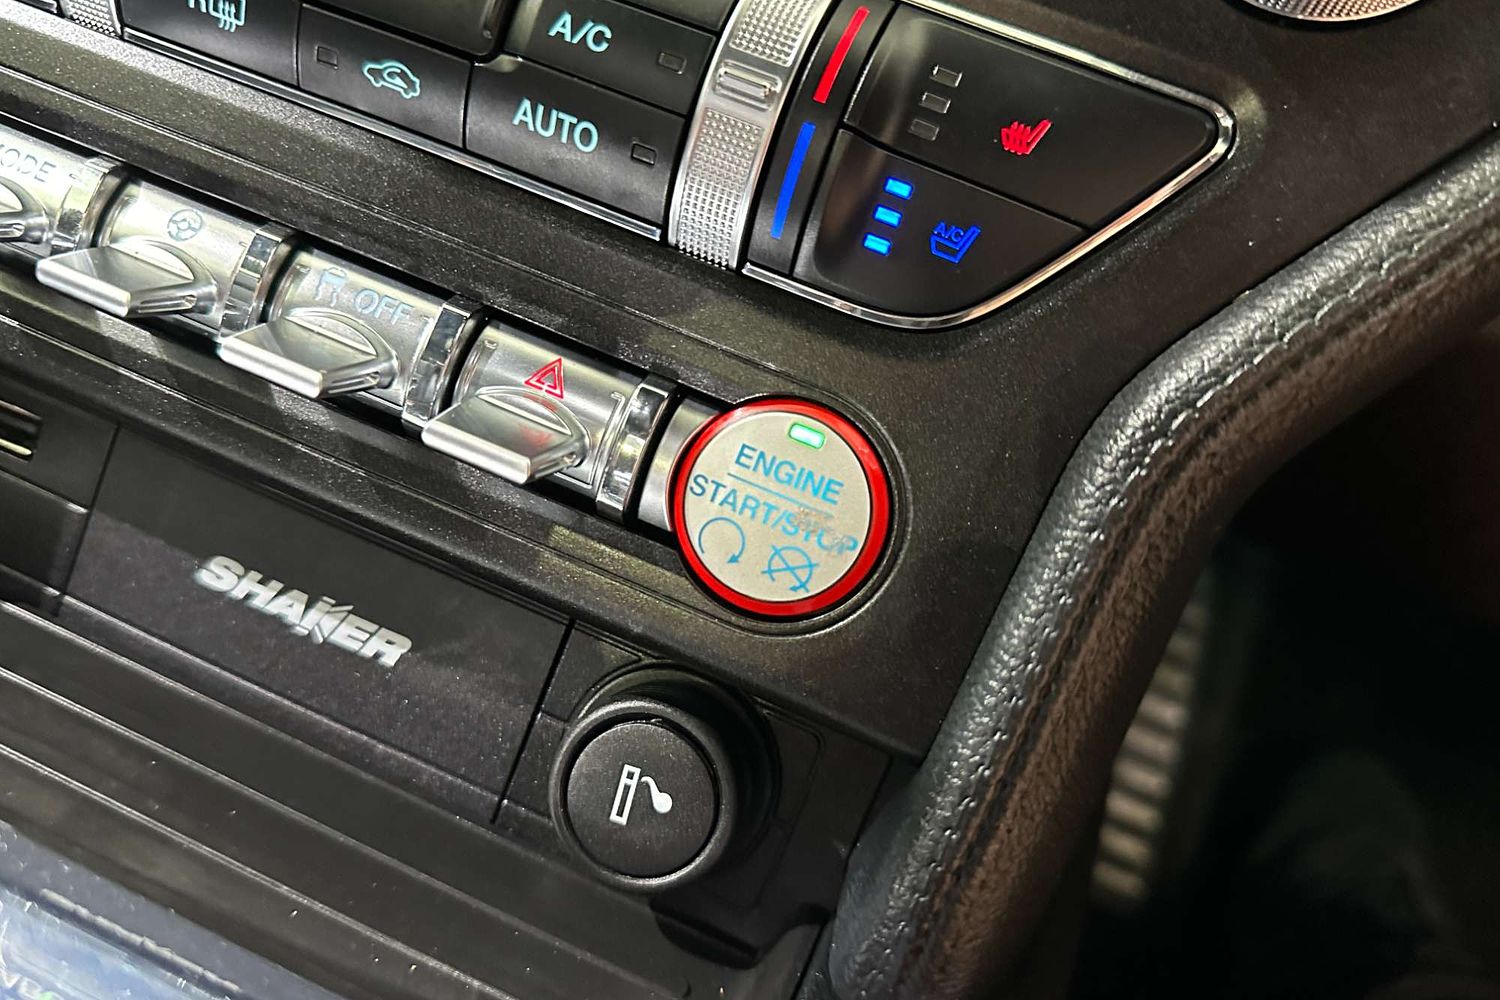 R
A/C
AUTO
MODE
OFF
A/C
ENGINE
START/STOP
SHAKER